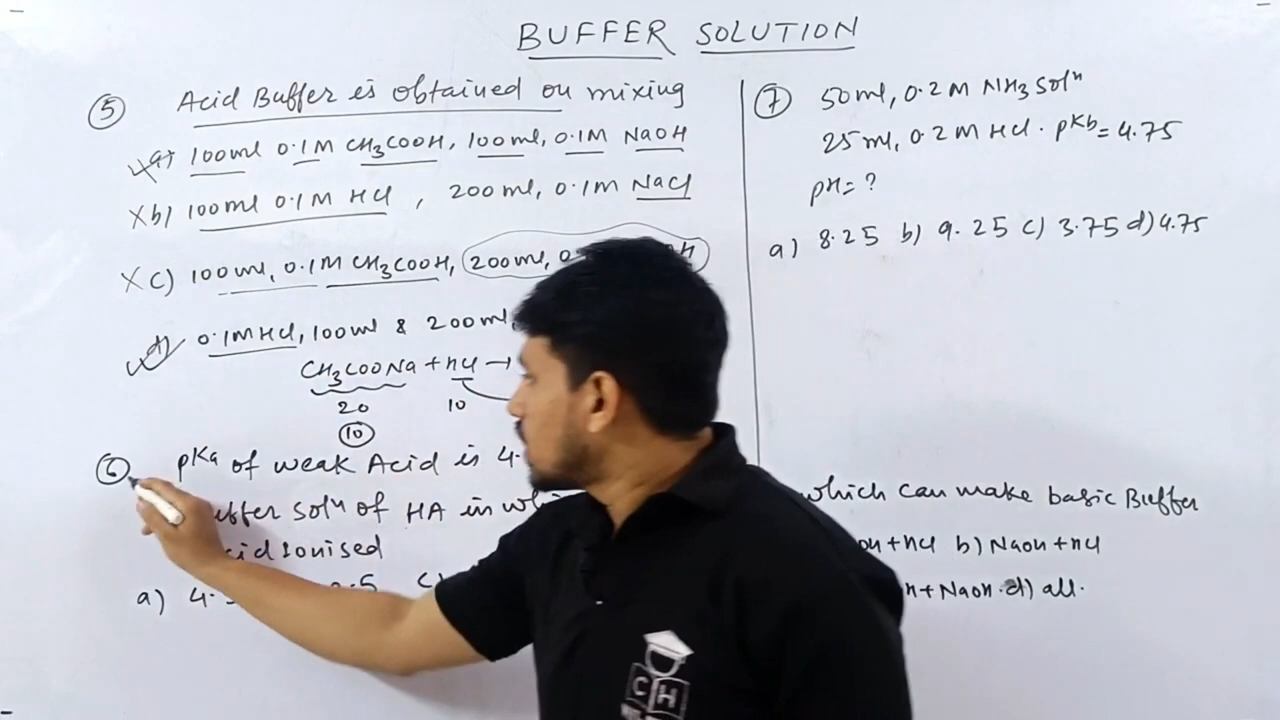 BUFFER SOLUTION
⑤ Acid Buffer is obtained on mixing
a) 100ml 0.1M CH₃COOH, 100ml, 0.1M NaOH
X b) 100ml 0.1M HCl, 200ml, 0.1M NaCl
X c) 100ml, 0.1M CH₃COOH, 200ml,
d) 0.1M HCl, 100ml & 200ml,
CH₃COONa + HCl →
20 10
10
⑥ pKa of weak Acid is 4.
soln of HA in
Ionised
a) 4.
⑦ 50ml, 0.2M NH₃ Soln
25ml, 0.2M HCl. pKb = 4.75
pH = ?
a) 8.25 b) 9.25 c) 3.75 d) 4.75
which can make basic Buffer
+ HCl b) NaOH + HCl
+ NaOH. d) all.
C H